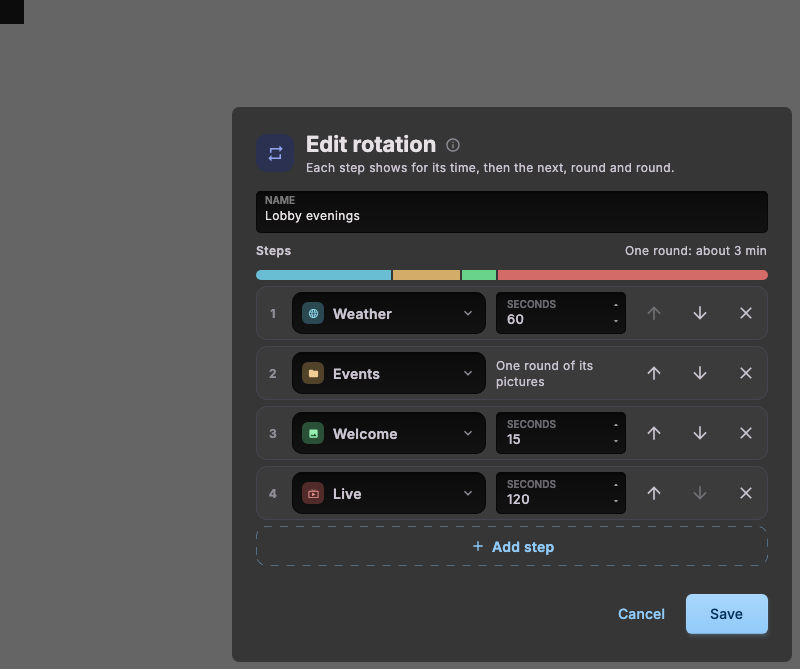 Edit rotation
Each step shows for its time, then the next, round and round.
NAME
Lobby evenings
Steps
One round: about 3 min
1
Weather
SECONDS
60
2
Events
One round of its
pictures
3
Welcome
SECONDS
15
4
Live
SECONDS
120
+ Add step
Cancel
Save